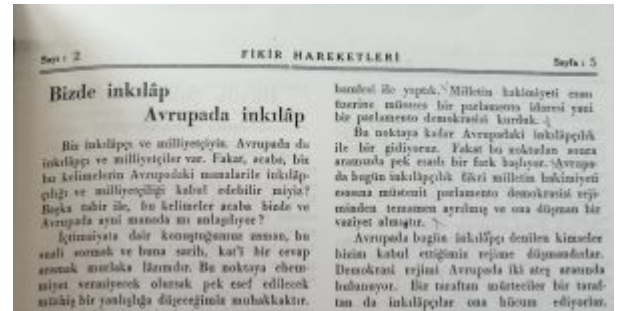 Sayı : 2
FİKİR HAREKETLERİ
Sayfa : 5
Bizde inkılâp
Avrupada inkılâp
Biz inkılâpçı ve milliyetçiyiz. Avrupada da
inkılâpçı ve milliyetçiler var. Fakat, acaba, biz
bu kelimelerin Avrupadaki manalarile inkılâp-
çılığı ve milliyetçiliği kabul edebilir miyiz?
Başka tabir ile, bu kelimeler acaba bizde ve
Avrupada ayni manada mı anlaşılıyor?
İçtimaiyata dair konuştuğumuz zaman, bu
suali sormak ve buna sarih, kat'î bir cevap
aramak mutlaka lâzımdır. Bu noktaya ehem-
miyet vermiyecek olursak pek esef edilecek
müthiş bir yanlışlığa düşeceğimiz muhakkaktır.
hamlesi ile yaptık. Milletin hakimiyeti esası
üzerine müesses bir parlamento idaresi yani
bir parlamento demokrasisi kurduk.
Bu noktaya kadar Avrupadaki inkılâpçılık
ile bir gidiyoruz. Fakat bu noktadan sonra
aramızda pek esaslı bir fark başlıyor. Avrupa-
da bugün inkılâpçılık fikri milletin hakimiyeti
esasına müstenit parlamento demokrasisi reji-
minden tamamen ayrılmış ve ona düşman bir
vaziyet almıştır.
Avrupada bugün inkılâpçı denilen kimseler
bizim kabul ettiğimiz rejime düşmandırlar.
Demokrasi rejimi Avrupada iki ateş arasında
bulunuyor. Bir taraftan mürteciler bir taraf-
tan da inkılâpçılar ona hücum ediyorlar.